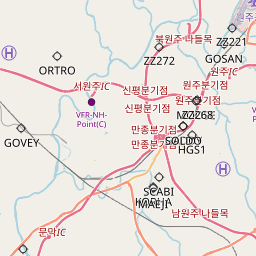 북원주나들목
ZZ221
ZZ272
GOSAN
ORTRO
원주IC
서원주IC
신평분기점
원주분기점
신평분기점
원주분기점
VFR-NH-
Point(C)
ZZ268
만종분기점
GOVEY
SOLDO
만종분기점
HGS1
SCABI
남원주나들목
문막IC